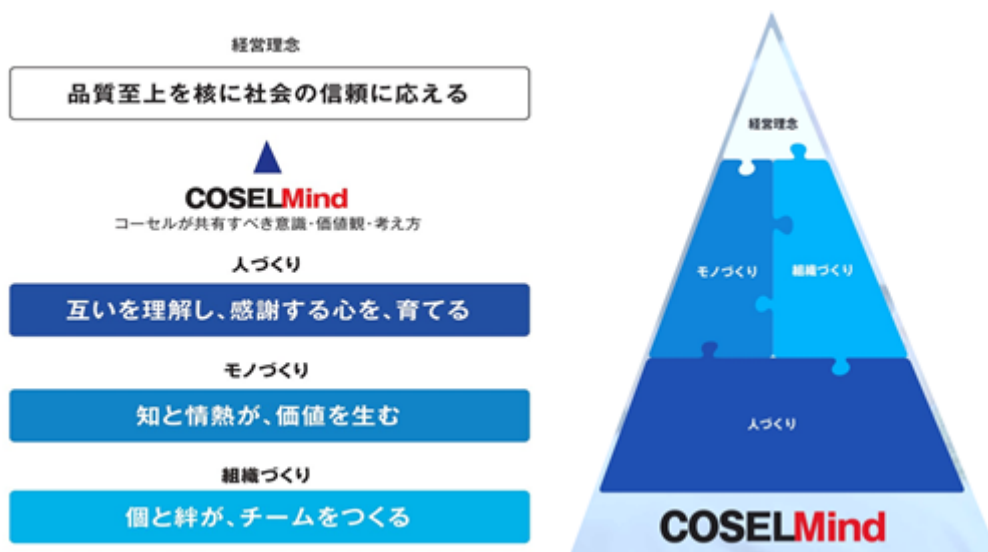 経営理念
品質至上を核に社会の信頼に応える
COSELMind
コーセルが共有すべき意識・価値観・考え方
人づくり
互いを理解し、感謝する心を、育てる
モノづくり
知と情熱が、価値を生む
組織づくり
個と絆が、チームをつくる
経営理念
モノづくり
組織づくり
人づくり
COSELMind